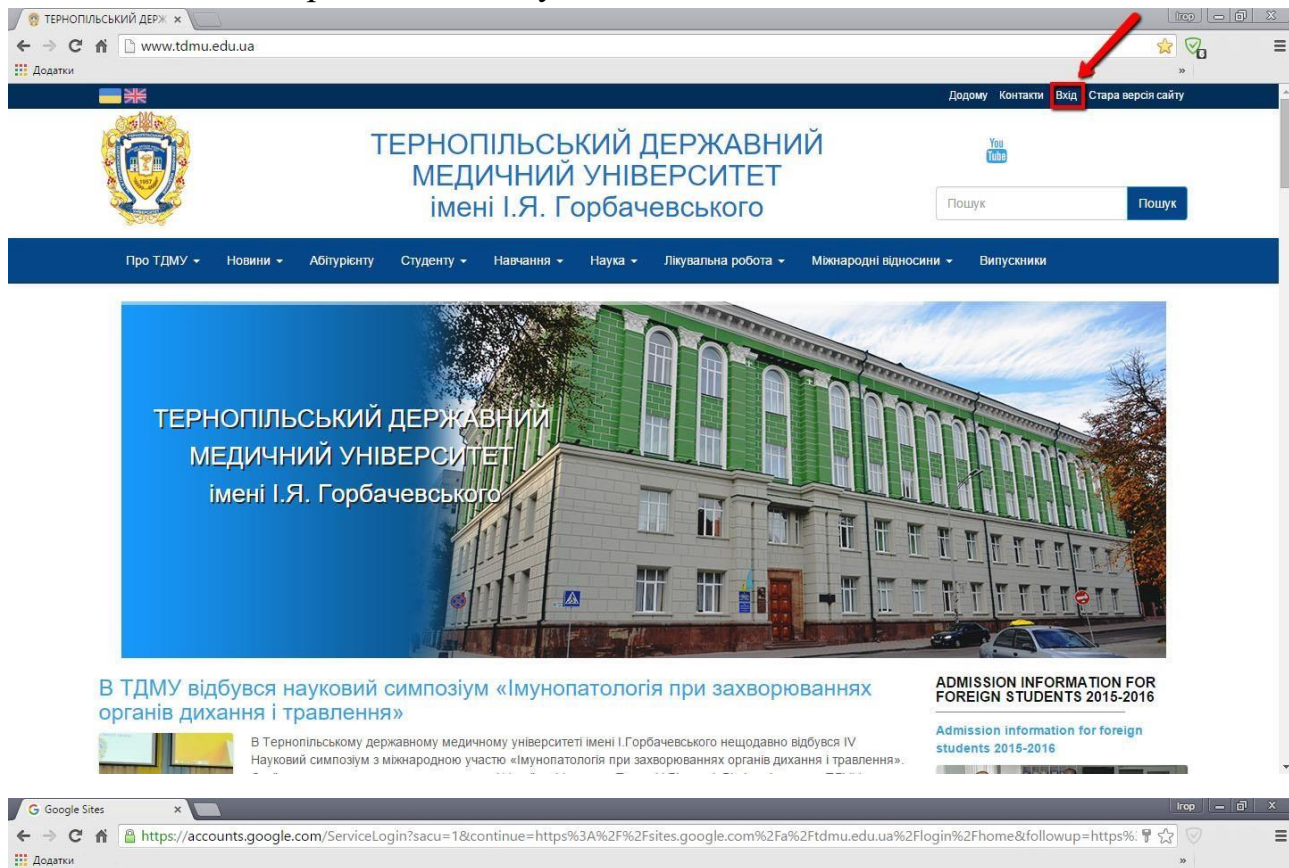 ТЕРНОПІЛЬСЬКИЙ ДЕРЖ
Ігор
www.tdmu.edu.ua
Додатки
»
Додому Контакти Вхід Стара версія сайту
ТЕРНОПІЛЬСЬКИЙ ДЕРЖАВНИЙ
МЕДИЧНИЙ УНІВЕРСИТЕТ
імені І.Я. Горбачевського
You
Tube
Пошук Пошук
1957
Про ТДМУ Новини Абітурієнту Студенту Навчання Наука Лікувальна робота Міжнародні відносини Випускники
ТЕРНОПІЛЬСЬКИЙ ДЕРЖАВНИЙ
МЕДИЧНИЙ УНІВЕРСИТЕТ
імені І.Я. Горбачевського
В ТДМУ відбувся науковий симпозіум «Імунопатологія при захворюваннях
органів дихання і травлення»
В Тернопільському державному медичному університеті імені І.Горбачевського нещодавно відбувся IV
Науковий симпозіум з міжнародною участю «Імунопатологія при захворюваннях органів дихання і травлення».
ADMISSION INFORMATION FOR
FOREIGN STUDENTS 2015-2016
Admission information for foreign
students 2015-2016
Google Sites
Ігор
https://accounts.google.com/ServiceLogin?sacu=1&continue=https%3A%2F%2Fsites.google.com%2Fa%2Ftdmu.edu.ua%2Flogin%2Fhome&followup=https%
Додатки
»